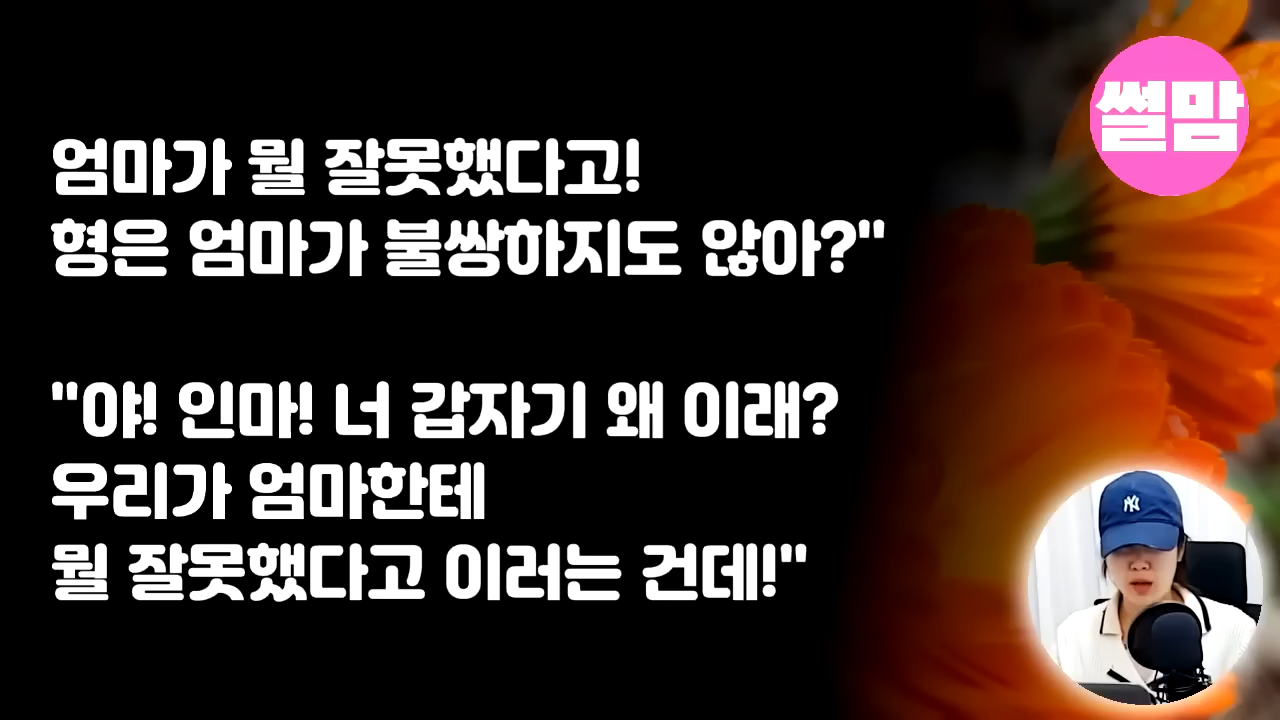 썰맘
엄마가 뭘 잘못했다고!
형은 엄마가 불쌍하지도 않아?"
"야! 인마! 너 갑자기 왜 이래?
우리가 엄마한테
뭘 잘못했다고 이러는 건데!"
NY